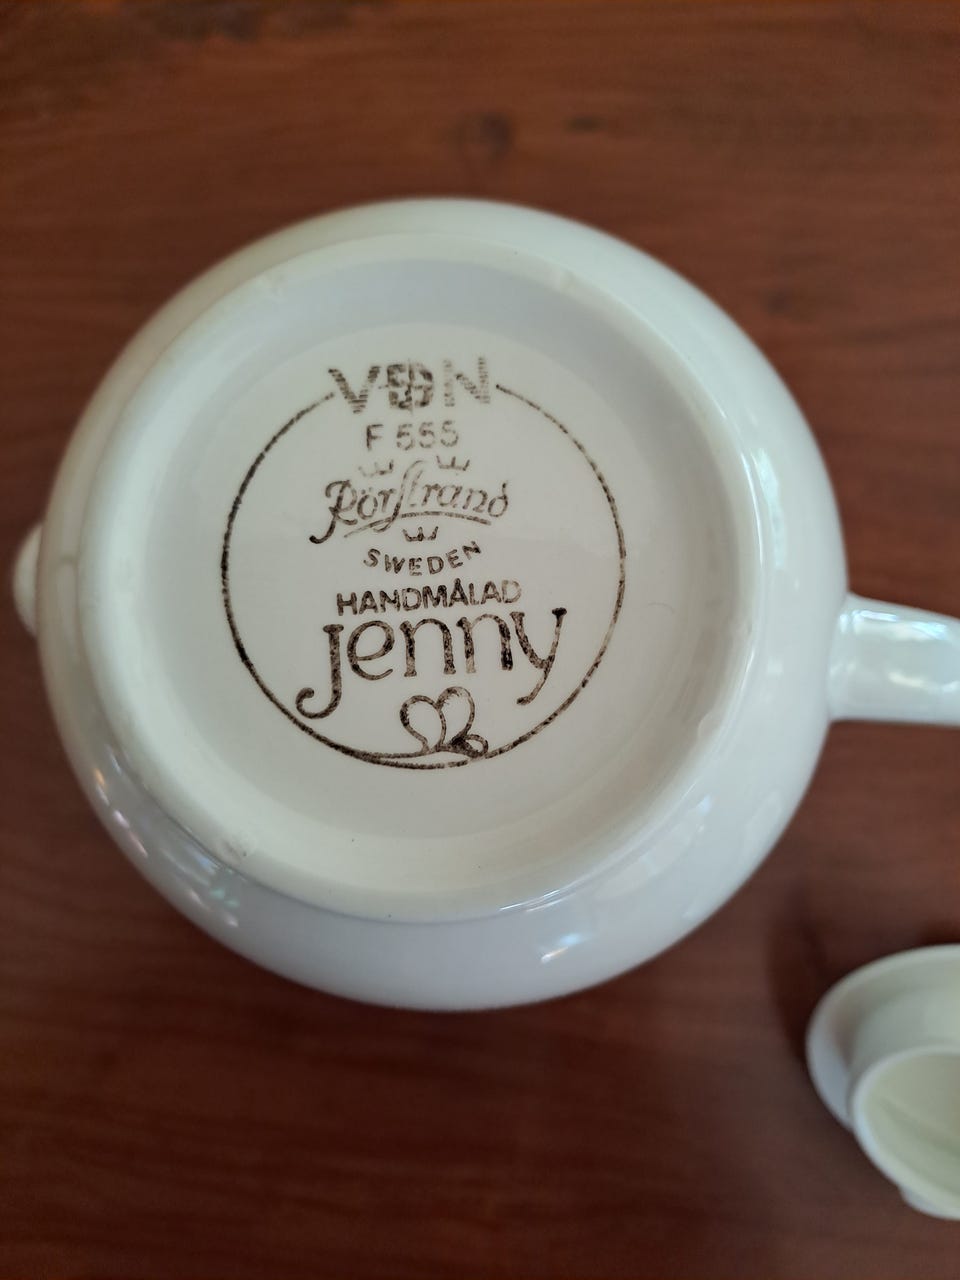 VDN
F 555
Rörstrand
SWEDEN
HANDMÅLAD
jenny